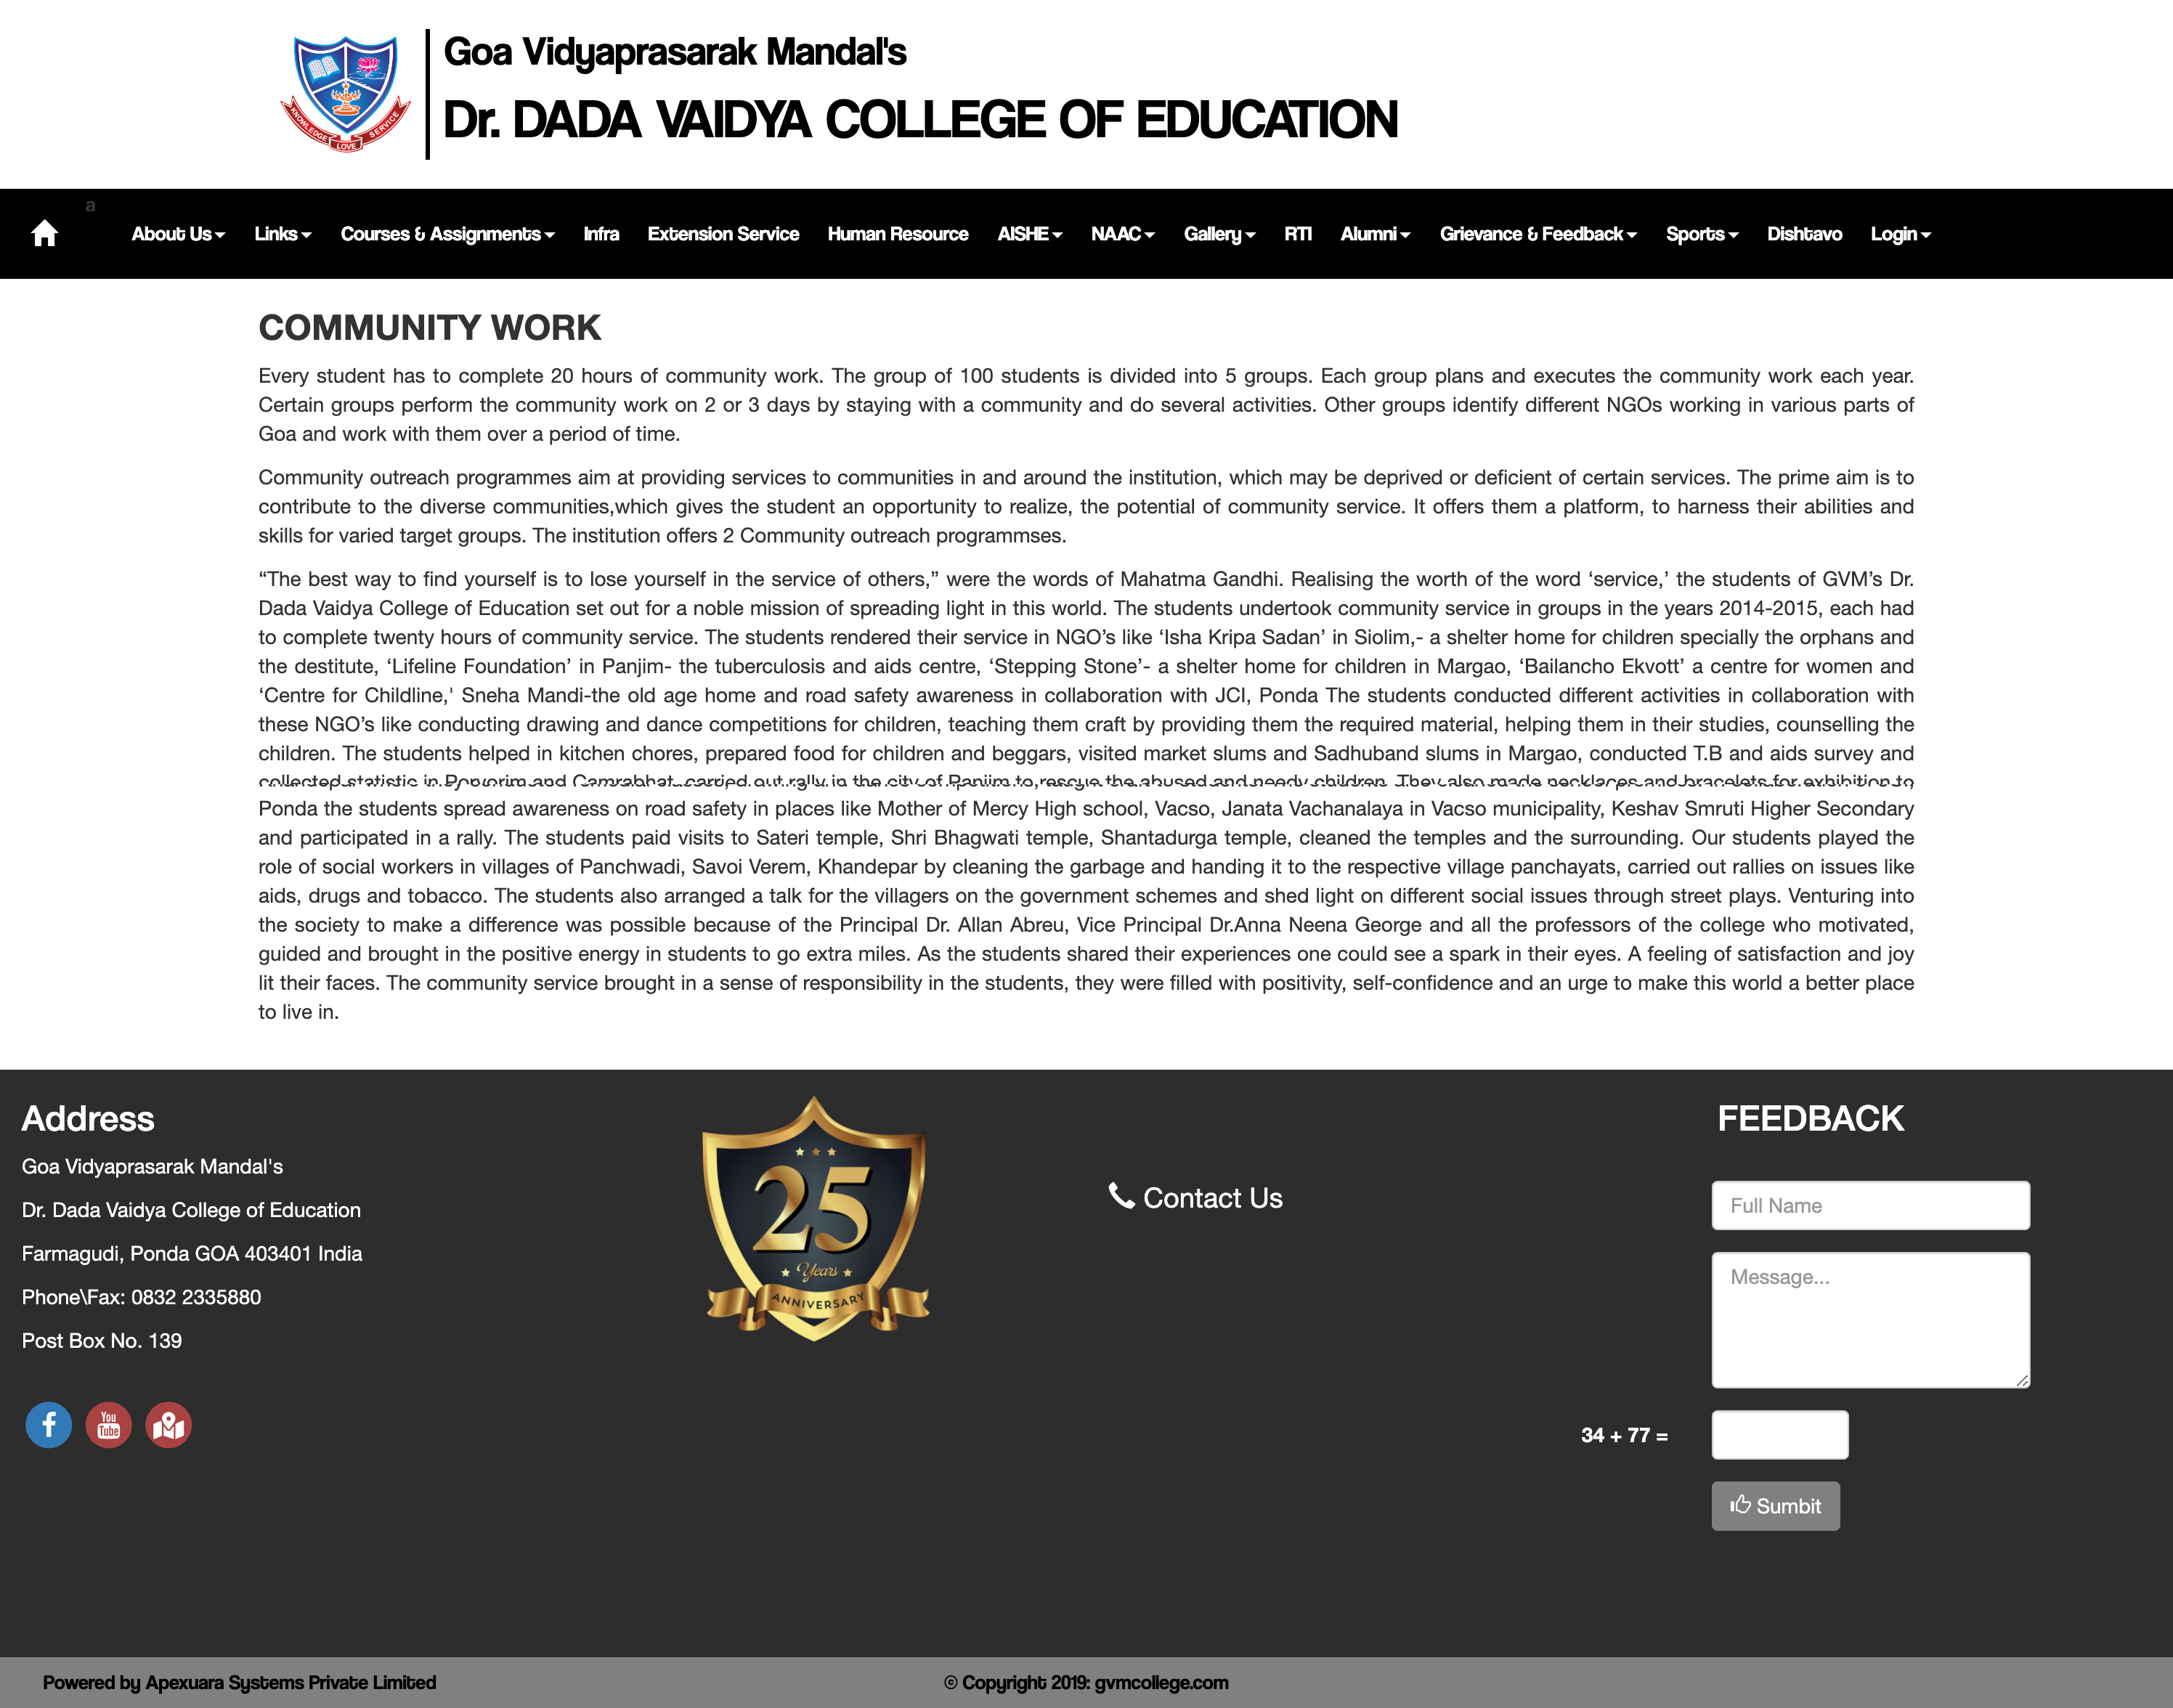 KNOWLEDGE LOVE SERVICE
Goa Vidyaprasarak Mandal's
Dr. DADA VAIDYA COLLEGE OF EDUCATION
a
About Us Links Courses & Assignments Infra Extension Service Human Resource AISHE NAAC Gallery RTI Alumni Grievance & Feedback Sports Dishtavo Login
COMMUNITY WORK
Every student has to complete 20 hours of community work. The group of 100 students is divided into 5 groups. Each group plans and executes the community work each year.
Certain groups perform the community work on 2 or 3 days by staying with a community and do several activities. Other groups identify different NGOs working in various parts of
Goa and work with them over a period of time.
Community outreach programmes aim at providing services to communities in and around the institution, which may be deprived or deficient of certain services. The prime aim is to
contribute to the diverse communities,which gives the student an opportunity to realize, the potential of community service. It offers them a platform, to harness their abilities and
skills for varied target groups. The institution offers 2 Community outreach programmses.
“The best way to find yourself is to lose yourself in the service of others,” were the words of Mahatma Gandhi. Realising the worth of the word ‘service,’ the students of GVM’s Dr.
Dada Vaidya College of Education set out for a noble mission of spreading light in this world. The students undertook community service in groups in the years 2014-2015, each had
to complete twenty hours of community service. The students rendered their service in NGO’s like ‘Isha Kripa Sadan’ in Siolim,- a shelter home for children specially the orphans and
the destitute, ‘Lifeline Foundation’ in Panjim- the tuberculosis and aids centre, ‘Stepping Stone’- a shelter home for children in Margao, ‘Bailancho Ekvott’ a centre for women and
‘Centre for Childline,' Sneha Mandi-the old age home and road safety awareness in collaboration with JCI, Ponda The students conducted different activities in collaboration with
these NGO’s like conducting drawing and dance competitions for children, teaching them craft by providing them the required material, helping them in their studies, counselling the
children. The students helped in kitchen chores, prepared food for children and beggars, visited market slums and Sadhuband slums in Margao, conducted T.B and aids survey and
collected statistic in and carried out rally in the city of Panjim to rescue the abused and needy children. They also made necklaces and bracelets for exhibition to
Ponda the students spread awareness on road safety in places like Mother of Mercy High school, Vacso, Janata Vachanalaya in Vacso municipality, Keshav Smruti Higher Secondary
and participated in a rally. The students paid visits to Sateri temple, Shri Bhagwati temple, Shantadurga temple, cleaned the temples and the surrounding. Our students played the
role of social workers in villages of Panchwadi, Savoi Verem, Khandepar by cleaning the garbage and handing it to the respective village panchayats, carried out rallies on issues like
aids, drugs and tobacco. The students also arranged a talk for the villagers on the government schemes and shed light on different social issues through street plays. Venturing into
the society to make a difference was possible because of the Principal Dr. Allan Abreu, Vice Principal Dr.Anna Neena George and all the professors of the college who motivated,
guided and brought in the positive energy in students to go extra miles. As the students shared their experiences one could see a spark in their eyes. A feeling of satisfaction and joy
lit their faces. The community service brought in a sense of responsibility in the students, they were filled with positivity, self-confidence and an urge to make this world a better place
to live in.
Address
Goa Vidyaprasarak Mandal's
Dr. Dada Vaidya College of Education
Farmagudi, Ponda GOA 403401 India
Phone\Fax: 0832 2335880
Post Box No. 139
You
Tube
25
Years
ANNIVERSARY
Contact Us
FEEDBACK
Full Name
Message...
34 + 77 =
Sumbit
Powered by Apexuara Systems Private Limited
© Copyright 2019: gvmcollege.com